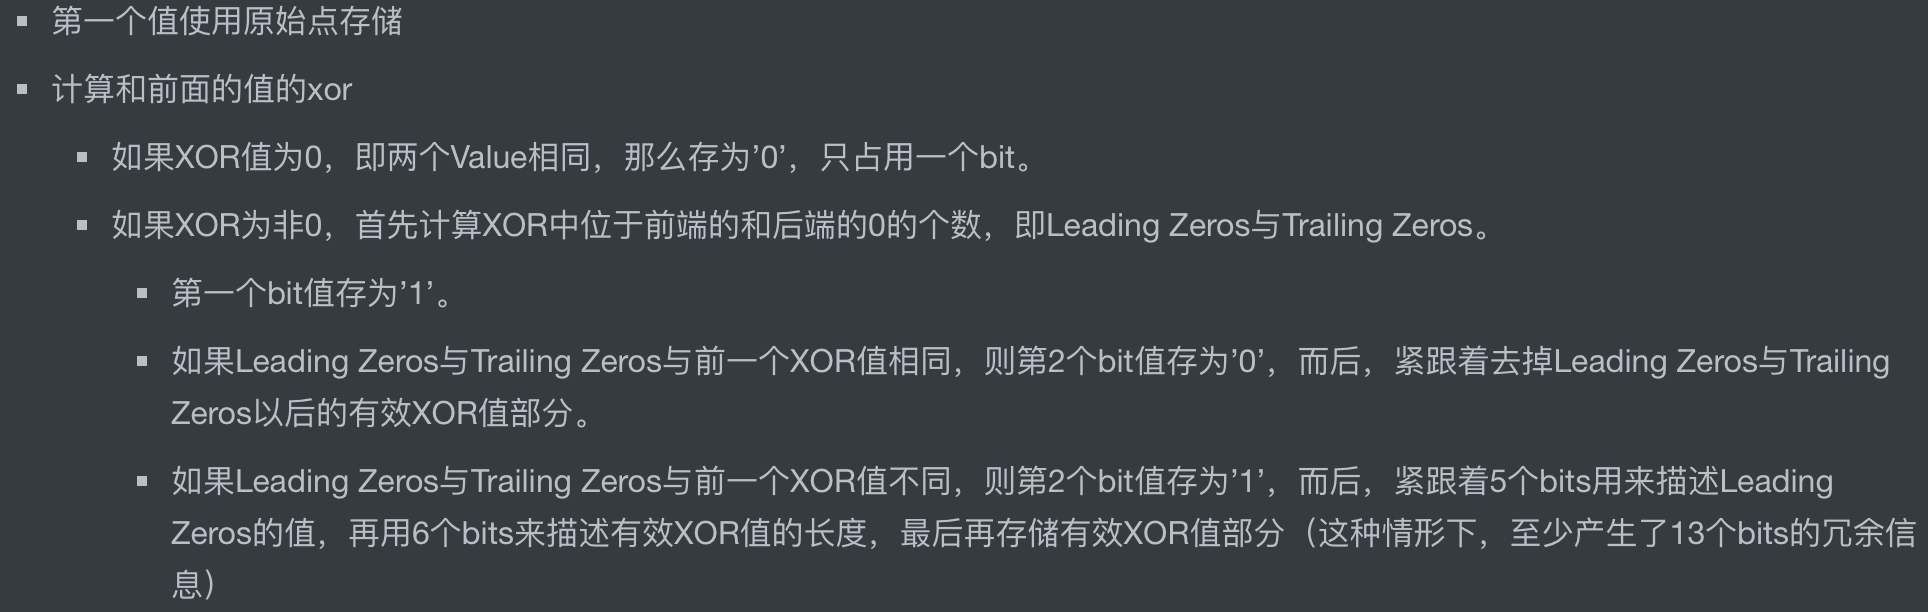 第一个值使用原始点存储
计算和前面的值的xor
如果XOR值为0，即两个Value相同，那么存为’0’，只占用一个bit。
如果XOR为非0，首先计算XOR中位于前端的和后端的0的个数，即Leading Zeros与Trailing Zeros。
第一个bit值存为’1’。
如果Leading Zeros与Trailing Zeros与前一个XOR值相同，则第2个bit值存为’0’，而后，紧跟着去掉Leading Zeros与Trailing
Zeros以后的有效XOR值部分。
如果Leading Zeros与Trailing Zeros与前一个XOR值不同，则第2个bit值存为’1’，而后，紧跟着5个bits用来描述Leading
Zeros的值，再用6个bits来描述有效XOR值的长度，最后再存储有效XOR值部分（这种情形下，至少产生了13个bits的冗余信
息）